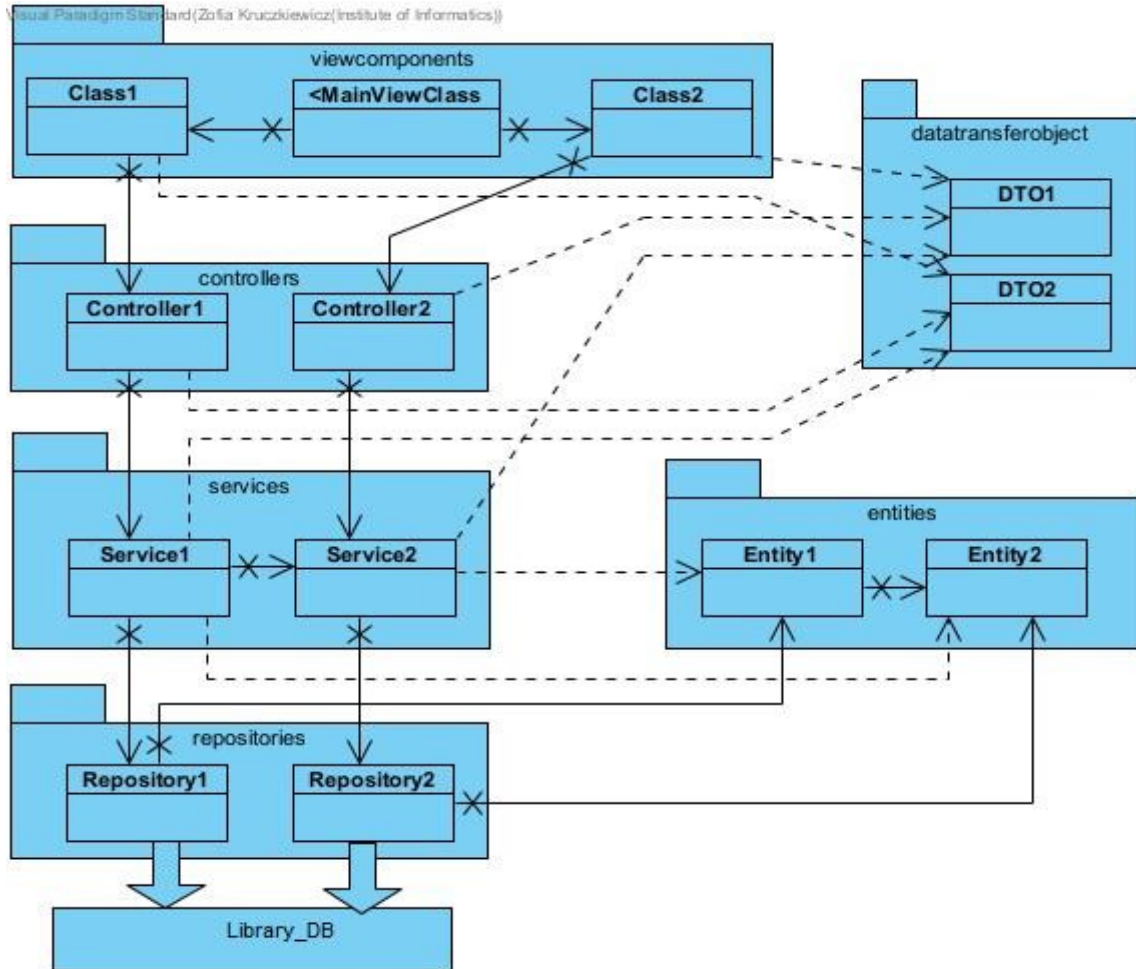 Visual Paradigm Standard(Zofia Kruczkiewicz(Institute of Informatics))
viewcomponents
Class1
<MainViewClass
Class2
datatransferobject
DTO1
DTO2
controllers
Controller1
Controller2
services
Service1
Service2
entities
Entity1
Entity2
repositories
Repository1
Repository2
Library_DB